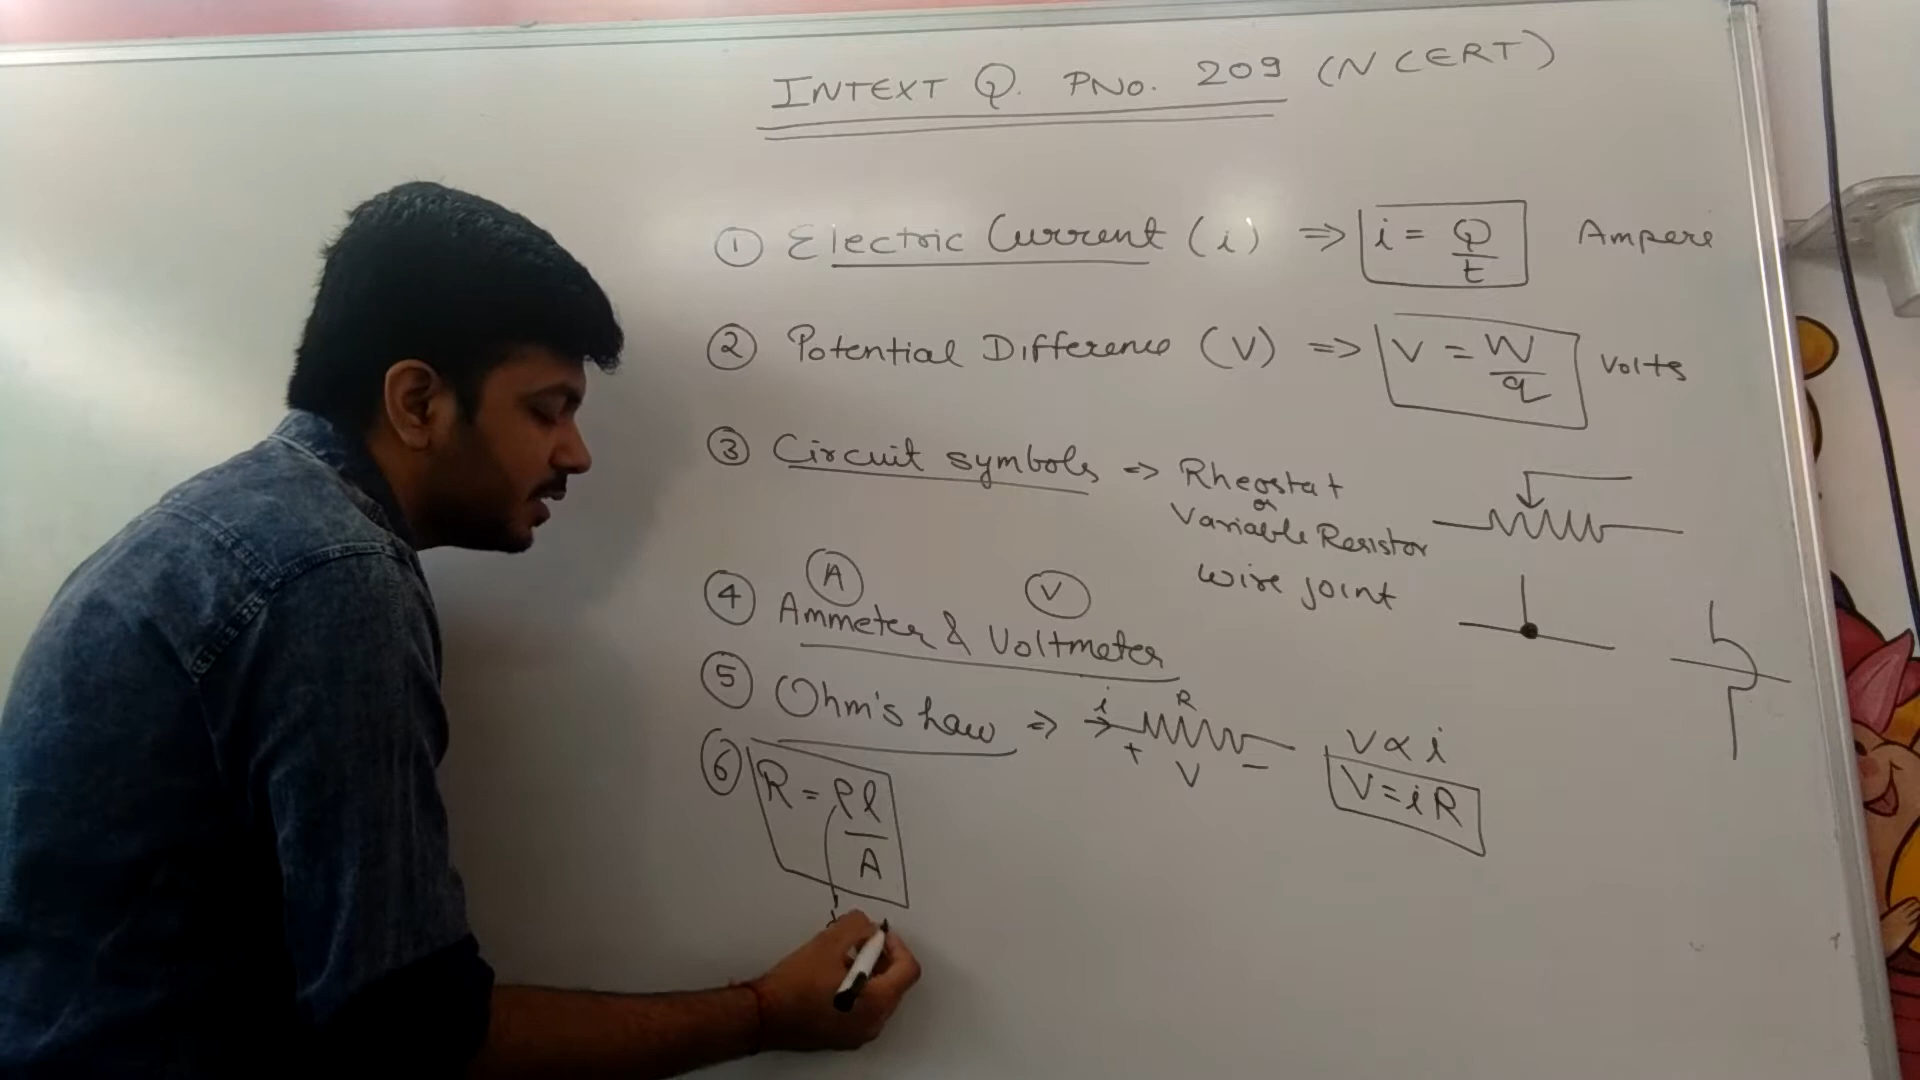 INTEXT Q. PNO. 209 (NCERT)
① Electric Current (i) ⇒ i = Q/t Ampere
② Potential Difference (V) => V = W/q Volts
③ Circuit symbols => Rheostat
or
Variable Resistor
wire joint
A V
④ Ammeter & Voltmeter
⑤ Ohm's Law => i R + V − V ∝ i
V = iR
⑥ R = ρl/A